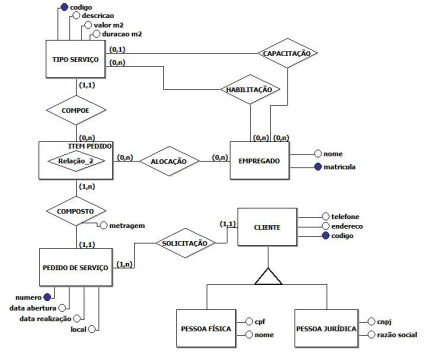 codigo
descricao
valor m2
duracao m2
TIPO SERVIÇO
(0,1)
CAPACITAÇÃO
(0,n)
HABILITAÇÃO
(1,1)
COMPOE
(0,n)
(0,n)
(0,n)
ITEM PEDIDO
Relação_2
(0,n)
ALOCAÇÃO
(0,n)
EMPREGADO
nome
matricula
(1,n)
COMPOSTO
metragem
(1,1)
PEDIDO DE SERVIÇO
(1,n)
SOLICITAÇÃO
(1,1)
CLIENTE
telefone
endereco
codigo
numero
data abertura
data realização
local
PESSOA FÍSICA
cpf
nome
PESSOA JURÍDICA
cnpj
razão social